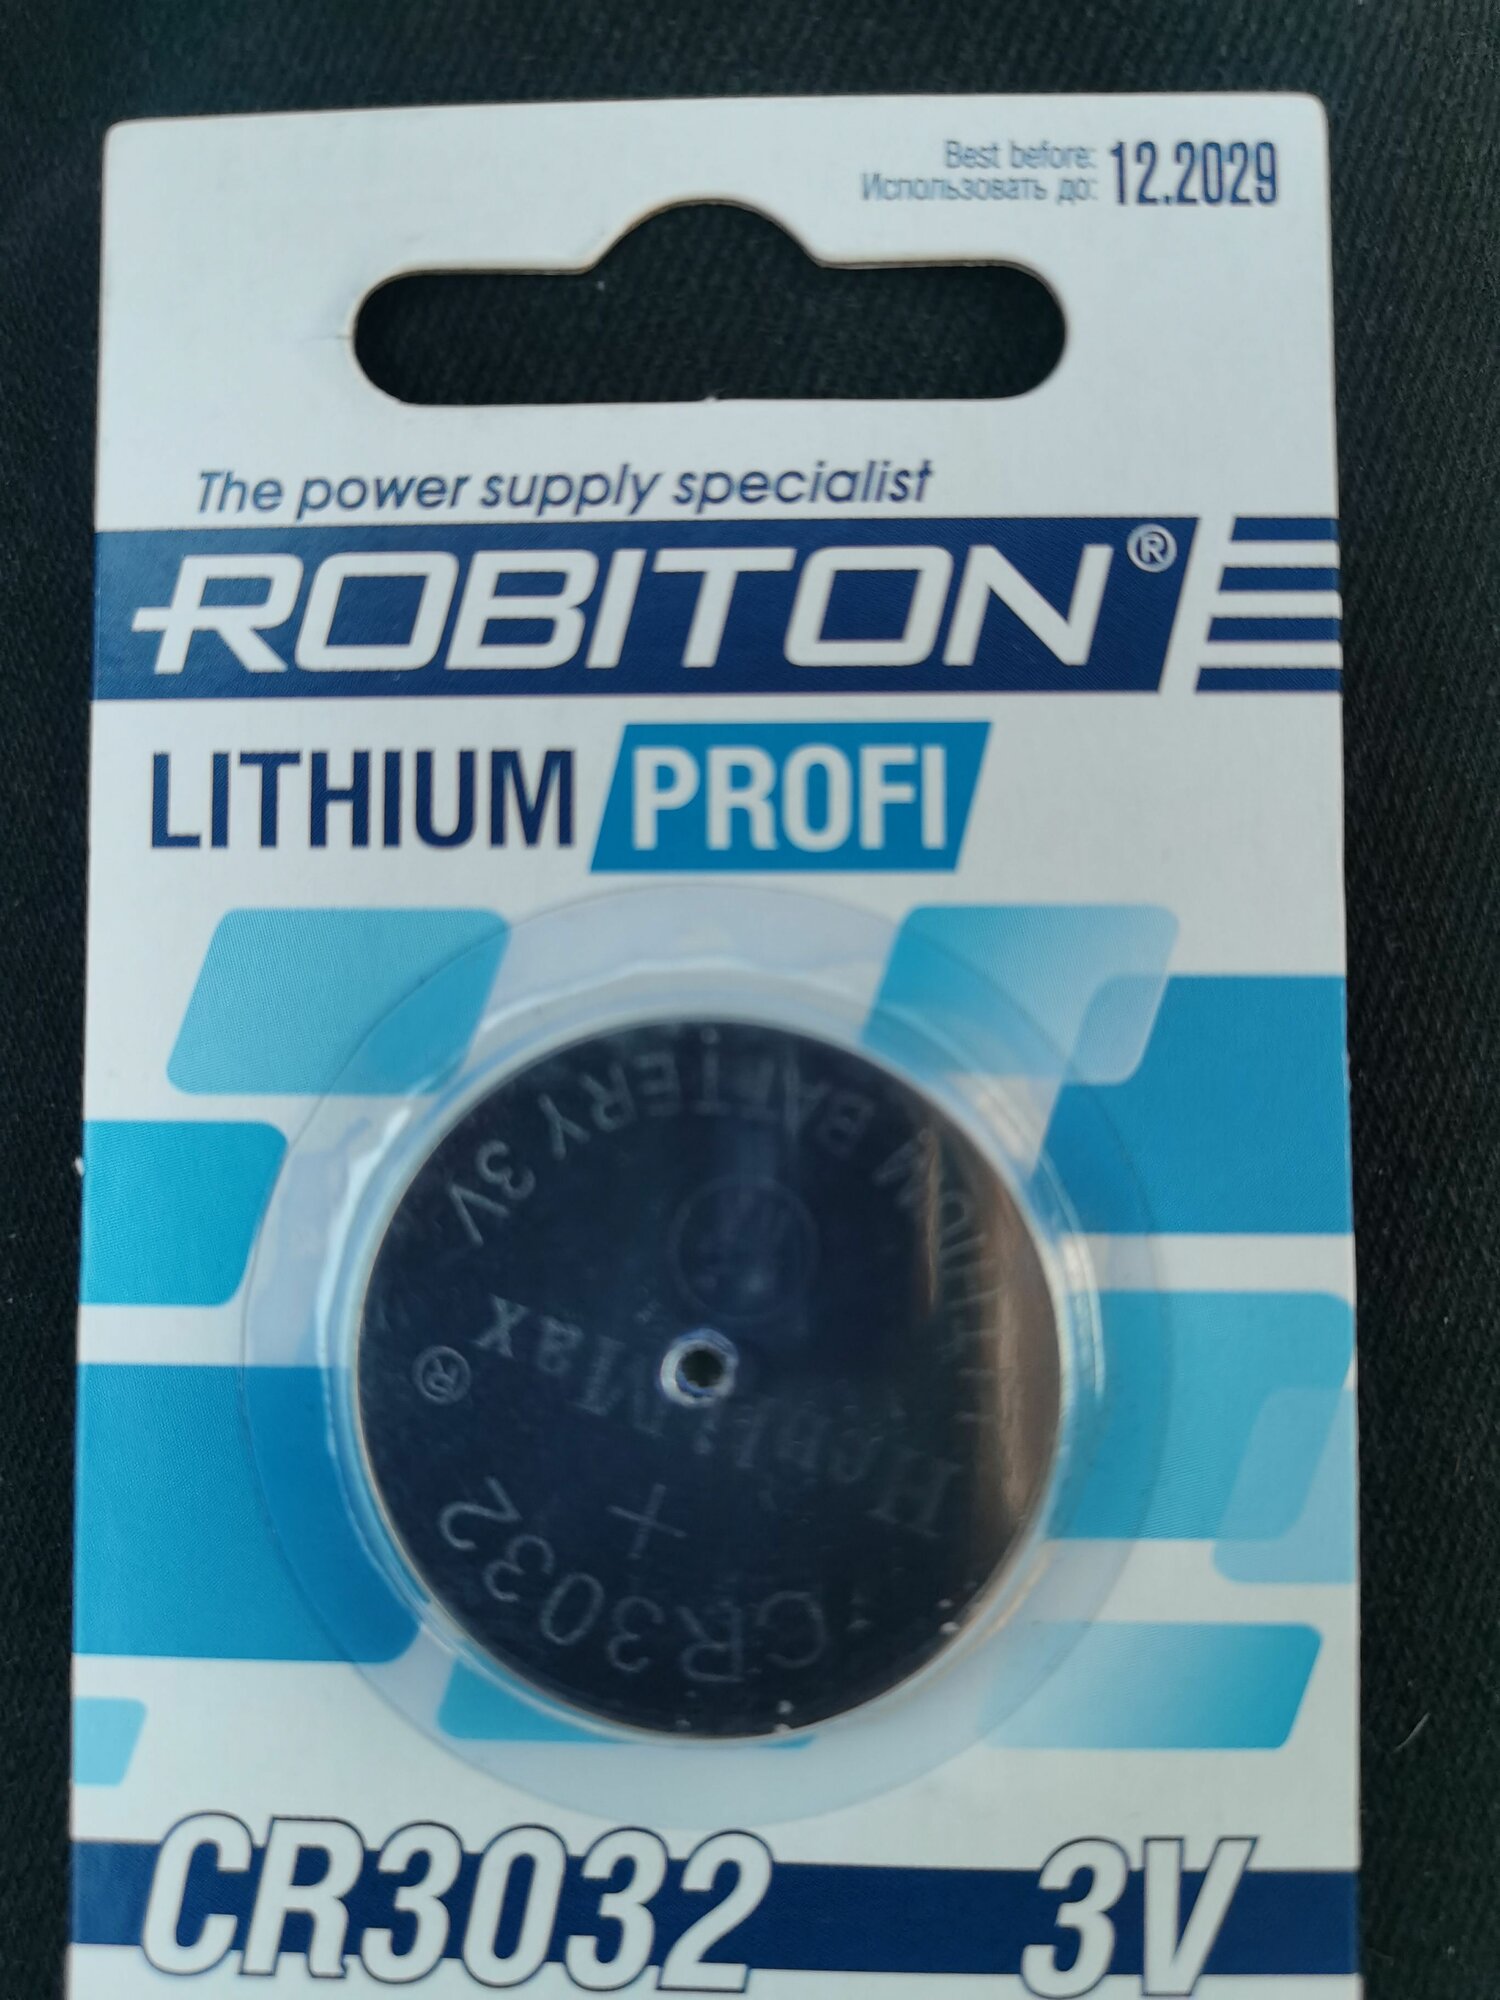 Best before: 12.2029
Использовать до:
The power supply specialist
ROBITON®
LITHIUM PROFI
LITHIUM BATTERY 3V
®
+
CR3032
CR3032 3V